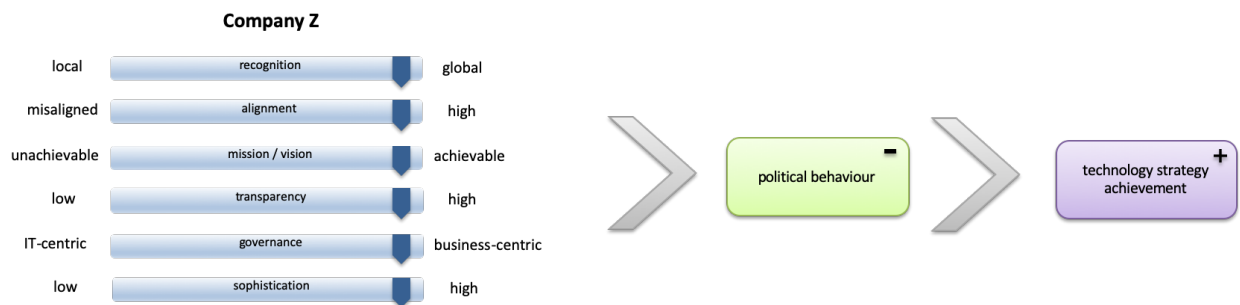 Company Z
local recognition global
misaligned alignment high
unachievable mission / vision achievable
low transparency high
IT-centric governance business-centric
low sophistication high
-
political behaviour
+
technology strategy
achievement